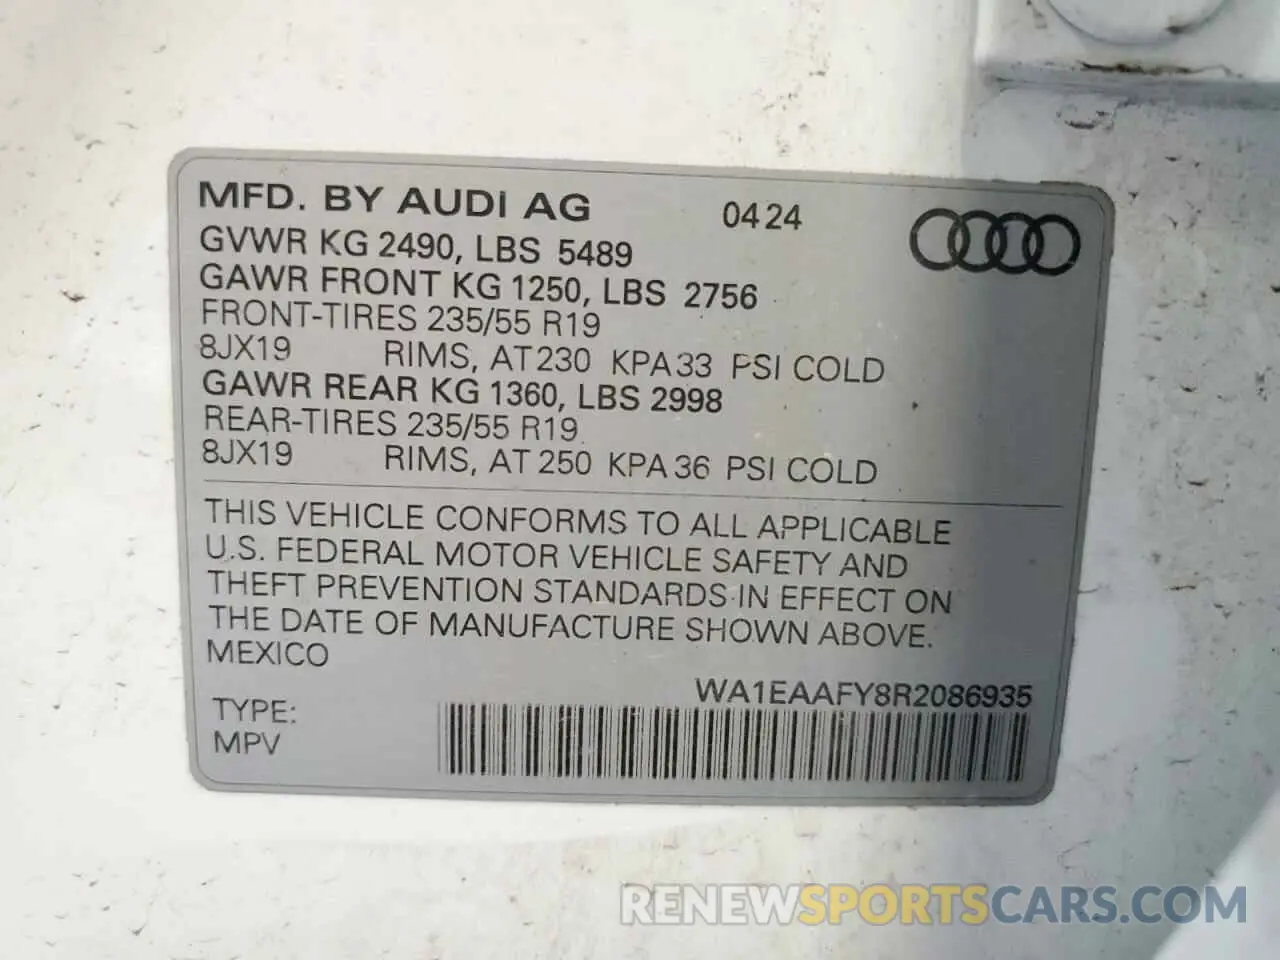 MFD. BY AUDI AG 04 24
GVWR KG 2490, LBS 5489
GAWR FRONT KG 1250, LBS 2756
FRONT-TIRES 235/55 R19
8JX19 RIMS, AT 230 KPA 33 PSI COLD
GAWR REAR KG 1360, LBS 2998
REAR-TIRES 235/55 R19
8JX19 RIMS, AT 250 KPA 36 PSI COLD
THIS VEHICLE CONFORMS TO ALL APPLICABLE
U.S. FEDERAL MOTOR VEHICLE SAFETY AND
THEFT PREVENTION STANDARDS IN EFFECT ON
THE DATE OF MANUFACTURE SHOWN ABOVE.
MEXICO
WA1EAAFY8R2086935
TYPE:
MPV
RENEWSPORTSCARS.COM